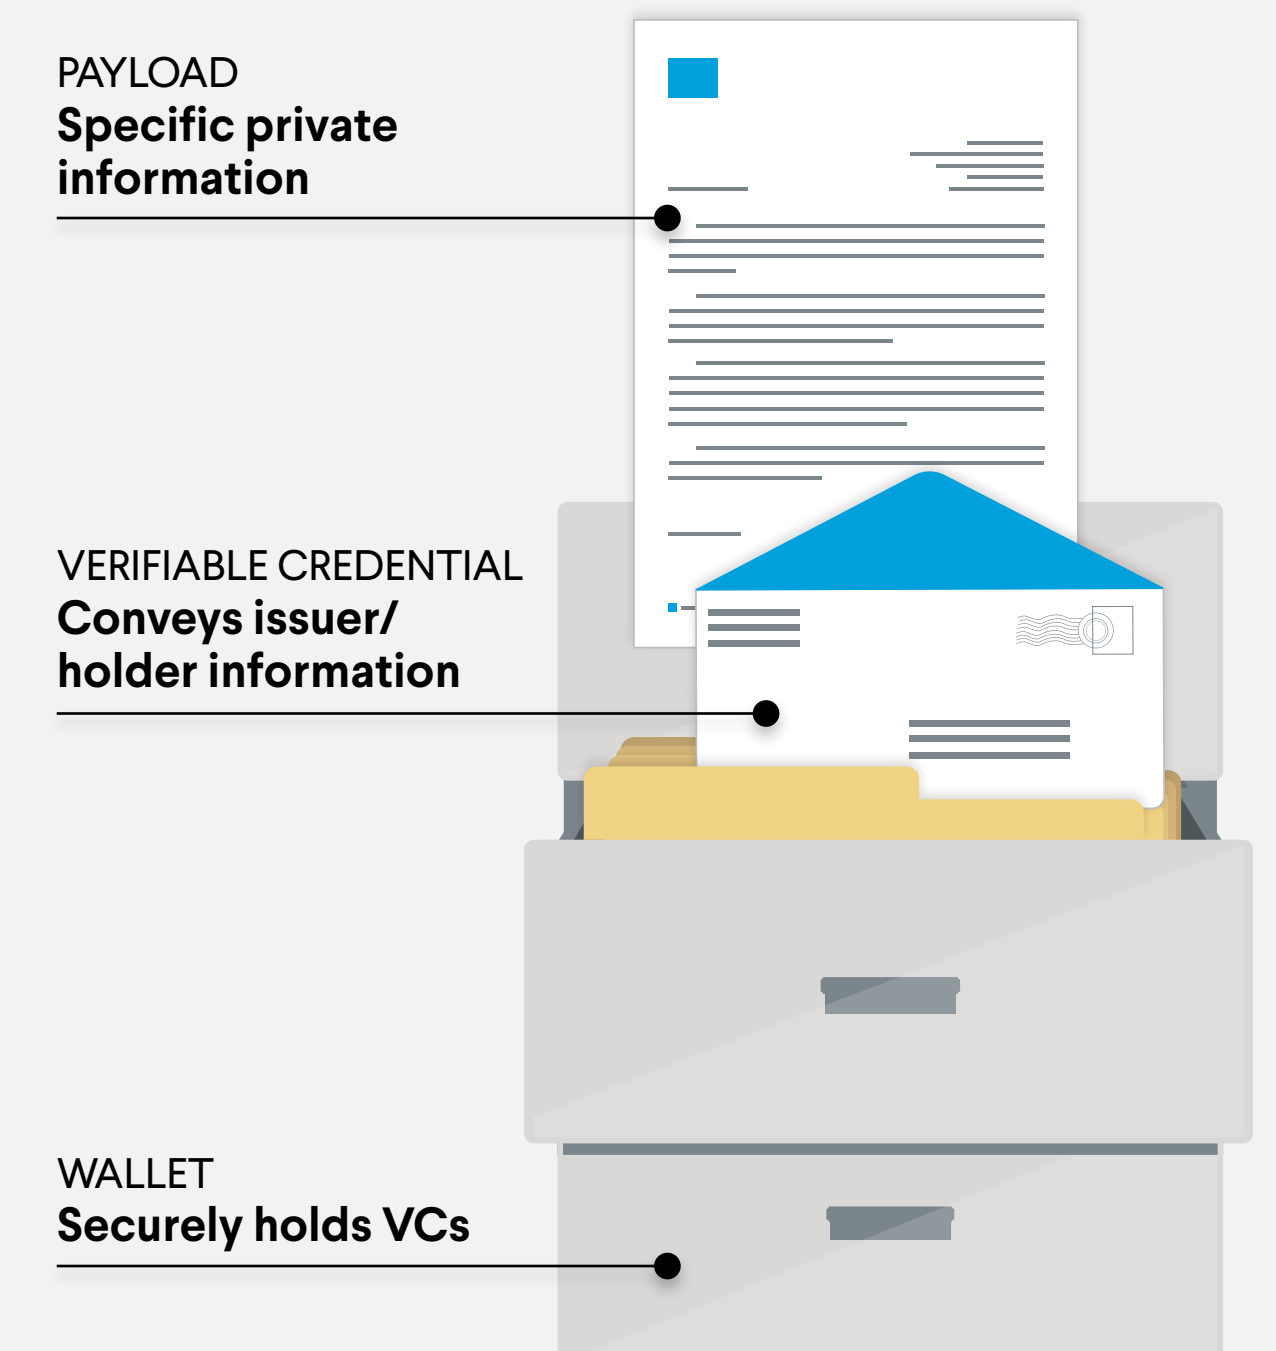 PAYLOAD
Specific private
information
VERIFIABLE CREDENTIAL
Conveys issuer/
holder information
WALLET
Securely holds VCs